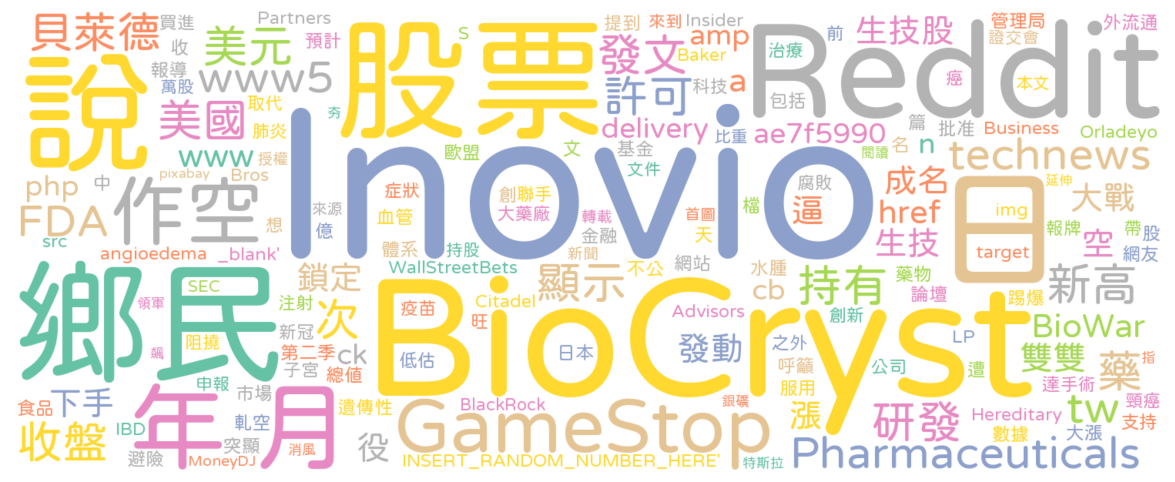 貝萊德 美元 Partners 預計 股票 S 提到 來到 Insider amp 前 生技股 管理局 證交會 外流通
買進 收 發文 Baker Reddit
說 報導 萬股 www5 許可 科技 a 治療 包括 癌 本文
美國 取代 肺炎 夯 delivery 比重 ae7f5990 篇 名 批准 n Business Orladeyo
www 授權 歐盟 文 基金 文件 閱讀 technews
php 中 pixabay Bros Inovio 症狀 創聯手 大藥廠 轉載 首圖 檔 腐敗 逼 成名 日 延伸 大戰
FDA 作空 想 來源 億 血管 金融 天 href img 報牌 帶 股
src angioedema _blank' 體系 持股 新聞 生技 target 空 網友
鄉民 鎖定 WallStreetBets 顯示 不公 網站 水腫 cb 持有 藥物 論壇 踢爆 新高
領軍 SEC 注射 次 疫苗 Citadel 旺 BioCryst Advisors 創新 LP BioWar
飆 阻撓 新冠 第二季 ck 低估 日本 發動 之外 呼籲 公司 遭 雙雙 藥 指
申報 子宮 總值 服用 達手術 頸癌
食品 下手 年 月 市場 遺傳性 BlackRock GameStop 銀礦 漲 研發 Hereditary tw 支持
收盤 IBD 突顯 軋空 數據 大漲
避險 MoneyDJ 消風 役 INSERT_RANDOM_NUMBER_HERE' 特斯拉 Pharmaceuticals